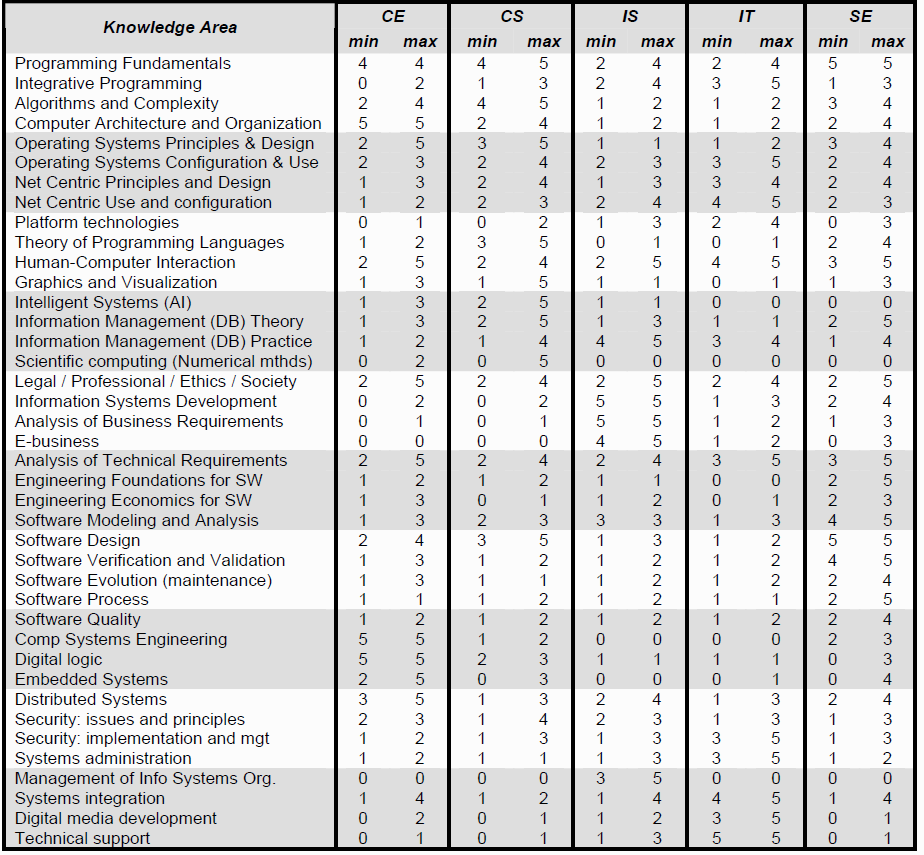 Knowledge Area CE CS IS IT SE
min max min max min max min max min max
Programming Fundamentals 4 4 4 5 2 4 2 4 5 5
Integrative Programming 0 2 1 3 2 4 3 5 1 3
Algorithms and Complexity 2 4 4 5 1 2 1 2 3 4
Computer Architecture and Organization 5 5 2 4 1 2 1 2 2 4
Operating Systems Principles & Design 2 5 3 5 1 1 1 2 3 4
Operating Systems Configuration & Use 2 3 2 4 2 3 3 5 2 4
Net Centric Principles and Design 1 3 2 4 1 3 3 4 2 4
Net Centric Use and configuration 1 2 2 3 2 4 4 5 2 3
Platform technologies 0 1 0 2 1 3 2 4 0 3
Theory of Programming Languages 1 2 3 5 0 1 0 1 2 4
Human-Computer Interaction 2 5 2 4 2 5 4 5 3 5
Graphics and Visualization 1 3 1 5 1 1 0 1 1 3
Intelligent Systems (AI) 1 3 2 5 1 1 0 0 0 0
Information Management (DB) Theory 1 3 2 5 1 3 1 1 2 5
Information Management (DB) Practice 1 2 1 4 4 5 3 4 1 4
Scientific computing (Numerical mthds) 0 2 0 5 0 0 0 0 0 0
Legal / Professional / Ethics / Society 2 5 2 4 2 5 2 4 2 5
Information Systems Development 0 2 0 2 5 5 1 3 2 4
Analysis of Business Requirements 0 1 0 1 5 5 1 2 1 3
E-business 0 0 0 0 4 5 1 2 0 3
Analysis of Technical Requirements 2 5 2 4 2 4 3 5 3 5
Engineering Foundations for SW 1 2 1 2 1 1 0 0 2 5
Engineering Economics for SW 1 3 0 1 1 2 0 1 2 3
Software Modeling and Analysis 1 3 2 3 3 3 1 3 4 5
Software Design 2 4 3 5 1 3 1 2 5 5
Software Verification and Validation 1 3 1 2 1 2 1 2 4 5
Software Evolution (maintenance) 1 3 1 1 1 2 1 2 2 4
Software Process 1 1 1 2 1 2 1 1 2 5
Software Quality 1 2 1 2 1 2 1 2 2 4
Comp Systems Engineering 5 5 1 2 0 0 0 0 2 3
Digital logic 5 5 2 3 1 1 1 1 0 3
Embedded Systems 2 5 0 3 0 0 0 1 0 4
Distributed Systems 3 5 1 3 2 4 1 3 2 4
Security: issues and principles 2 3 1 4 2 3 1 3 1 3
Security: implementation and mgt 1 2 1 3 1 3 3 5 1 3
Systems administration 1 2 1 1 1 3 3 5 1 2
Management of Info Systems Org. 0 0 0 0 3 5 0 0 0 0
Systems integration 1 4 1 2 1 4 4 5 1 4
Digital media development 0 2 0 1 1 2 3 5 0 1
Technical support 0 1 0 1 1 3 5 5 0 1